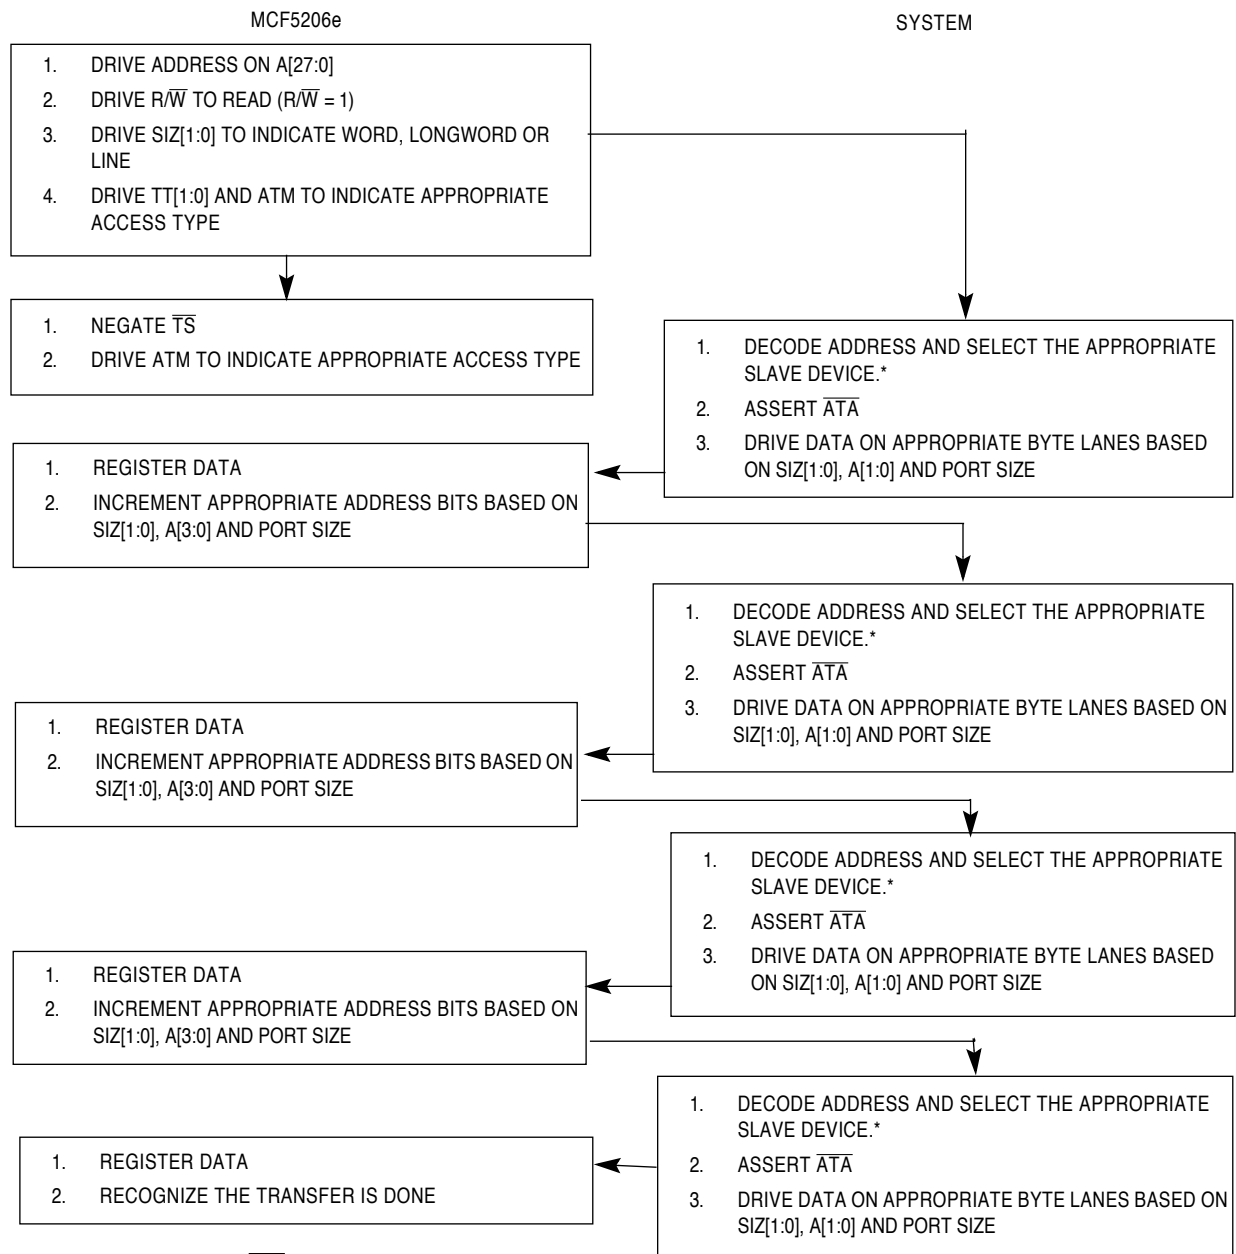 MCF5206e
SYSTEM
1. DRIVE ADDRESS ON A[27:0]
2. DRIVE R/W̅ TO READ (R/W̅ = 1)
3. DRIVE SIZ[1:0] TO INDICATE WORD, LONGWORD OR
LINE
4. DRIVE TT[1:0] AND ATM TO INDICATE APPROPRIATE
ACCESS TYPE
1. NEGATE T̅S̅
2. DRIVE ATM TO INDICATE APPROPRIATE ACCESS TYPE
1. DECODE ADDRESS AND SELECT THE APPROPRIATE
SLAVE DEVICE.*
2. ASSERT A̅T̅A̅
3. DRIVE DATA ON APPROPRIATE BYTE LANES BASED
ON SIZ[1:0], A[1:0] AND PORT SIZE
1. REGISTER DATA
2. INCREMENT APPROPRIATE ADDRESS BITS BASED ON
SIZ[1:0], A[3:0] AND PORT SIZE
1. DECODE ADDRESS AND SELECT THE APPROPRIATE
SLAVE DEVICE.*
2. ASSERT A̅T̅A̅
3. DRIVE DATA ON APPROPRIATE BYTE LANES BASED ON
SIZ[1:0], A[1:0] AND PORT SIZE
1. REGISTER DATA
2. INCREMENT APPROPRIATE ADDRESS BITS BASED ON
SIZ[1:0], A[3:0] AND PORT SIZE
1. DECODE ADDRESS AND SELECT THE APPROPRIATE
SLAVE DEVICE.*
2. ASSERT A̅T̅A̅
3. DRIVE DATA ON APPROPRIATE BYTE LANES BASED
ON SIZ[1:0], A[1:0] AND PORT SIZE
1. REGISTER DATA
2. INCREMENT APPROPRIATE ADDRESS BITS BASED ON
SIZ[1:0], A[3:0] AND PORT SIZE
1. DECODE ADDRESS AND SELECT THE APPROPRIATE
SLAVE DEVICE.*
2. ASSERT A̅T̅A̅
3. DRIVE DATA ON APPROPRIATE BYTE LANES BASED ON
SIZ[1:0], A[1:0] AND PORT SIZE
1. REGISTER DATA
2. RECOGNIZE THE TRANSFER IS DONE